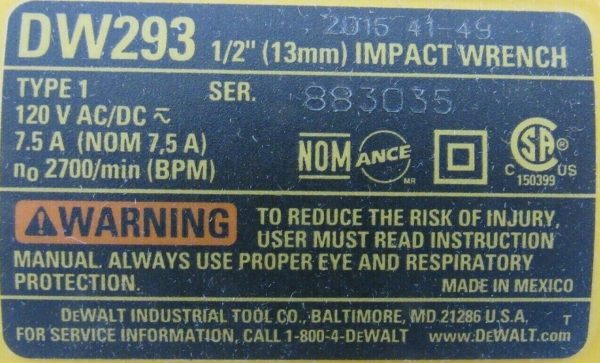 2015 41-49
DW293 1/2" (13mm) IMPACT WRENCH
TYPE 1 SER. 883035
120 V AC/DC ⎓
7.5 A (NOM 7,5 A)
n₀ 2700/min (BPM)
NOM ANCE MR
SA
C US
150399
⚠WARNING TO REDUCE THE RISK OF INJURY,
USER MUST READ INSTRUCTION
MANUAL. ALWAYS USE PROPER EYE AND RESPIRATORY
PROTECTION. MADE IN MEXICO
DEWALT INDUSTRIAL TOOL CO., BALTIMORE, MD 21286 U.S.A. T
FOR SERVICE INFORMATION, CALL 1-800-4-DEWALT www.DEWALT.com